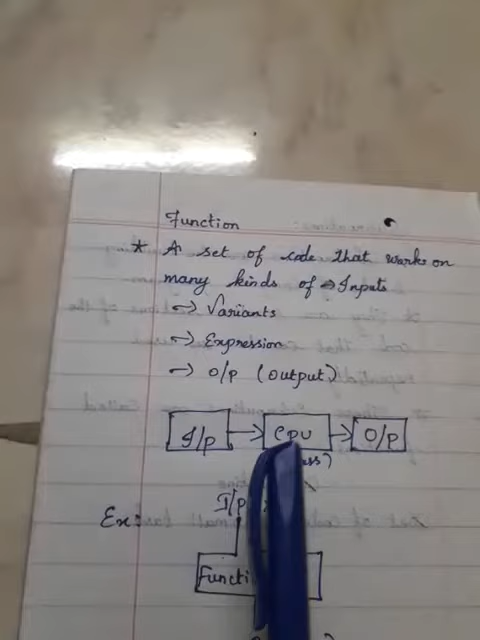 Function
* A set of code that works on
many kinds of → Inputs
→ Variants
→ Expression
→ O/p (Output)
I/p → CPU → O/p
I/p
Ex: